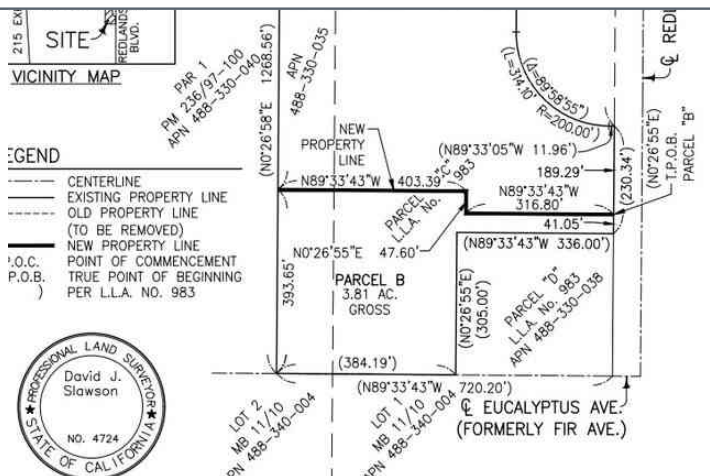 215 EX
SITE
REDLANDS
BLVD.
VICINITY MAP
PAR 1
PM 236/97-100
APN 488-330-040
(N0°26'58"E 1268.56')
APN
488-330-035
(Δ=89°58'55")
(L=314.10' R=200.00')
℄ REDL
NEW
PROPERTY
LINE
(N89°33'05"W 11.96')
189.29'
(230.34')
(N0°26'55"E)
T.P.O.B.
PARCEL "B"
EGEND
CENTERLINE
EXISTING PROPERTY LINE
OLD PROPERTY LINE
(TO BE REMOVED)
NEW PROPERTY LINE
P.O.C. POINT OF COMMENCEMENT
P.O.B. TRUE POINT OF BEGINNING
) PER L.L.A. NO. 983
N89°33'43"W 403.39'
PARCEL "C"
L.L.A. No. 983
N89°33'43"W
316.80'
41.05'
N0°26'55"E 47.60'
(N89°33'43"W 336.00')
393.65'
PARCEL B
3.81 AC.
GROSS
(N0°26'55"E)
(305.00')
PARCEL "D"
L.L.A. No. 983
APN 488-330-038
(384.19')
(N89°33'43"W 720.20')
℄ EUCALYPTUS AVE.
(FORMERLY FIR AVE.)
LOT 2
MB 11/10
APN 488-340-004
LOT 1
MB 11/10
APN 488-340-004
PROFESSIONAL LAND SURVEYOR
David J.
Slawson
NO. 4724
STATE OF CALIFORNIA